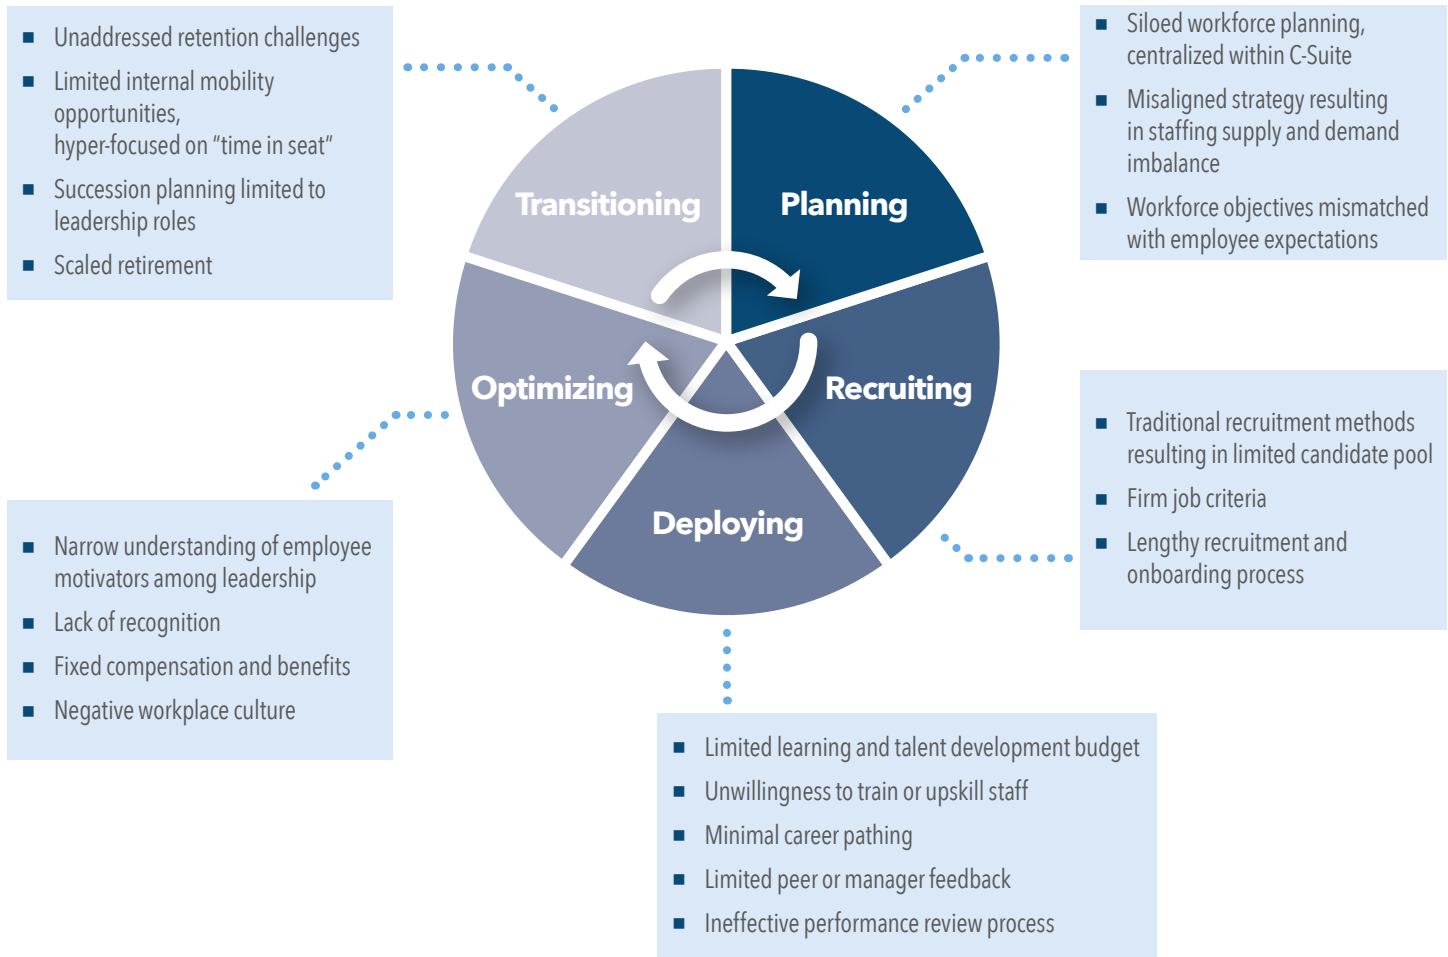 Unaddressed retention challenges
Limited internal mobility
opportunities,
hyper-focused on “time in seat”
Succession planning limited to
leadership roles
Scaled retirement
Siloed workforce planning,
centralized within C-Suite
Misaligned strategy resulting
in staffing supply and demand
imbalance
Workforce objectives mismatched
with employee expectations
Transitioning
Planning
Optimizing
Recruiting
Deploying
Traditional recruitment methods
resulting in limited candidate pool
Firm job criteria
Lengthy recruitment and
onboarding process
Narrow understanding of employee
motivators among leadership
Lack of recognition
Fixed compensation and benefits
Negative workplace culture
Limited learning and talent development budget
Unwillingness to train or upskill staff
Minimal career pathing
Limited peer or manager feedback
Ineffective performance review process